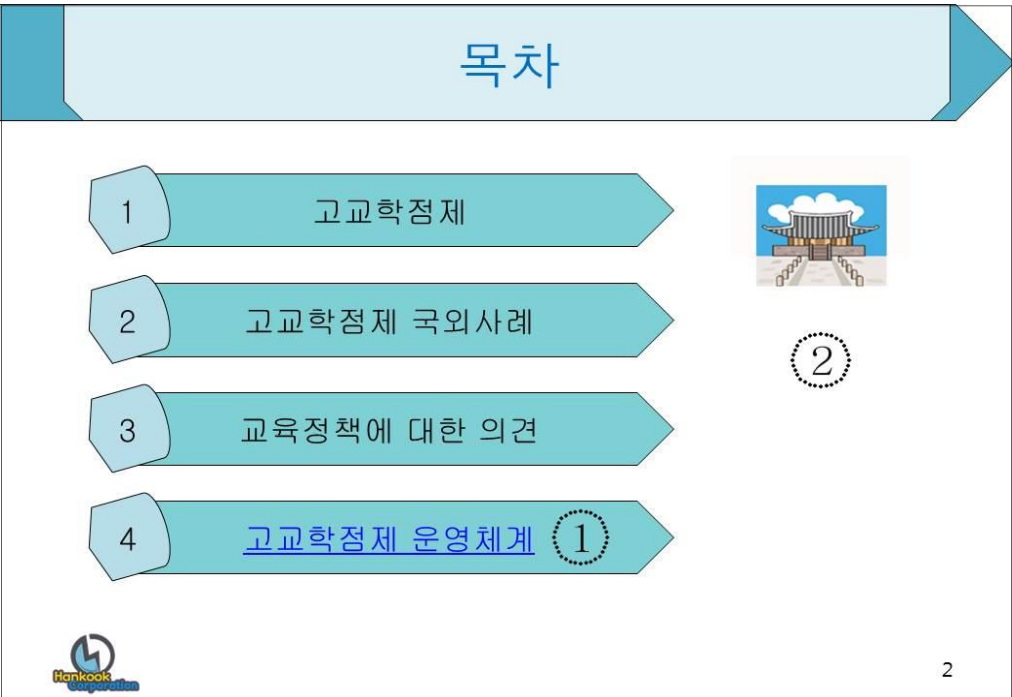 목차
1
고교학점제
2
고교학점제 국외사례
②
3
교육정책에 대한 의견
4
고교학점제 운영체계
①
Hankook
Corporation
2